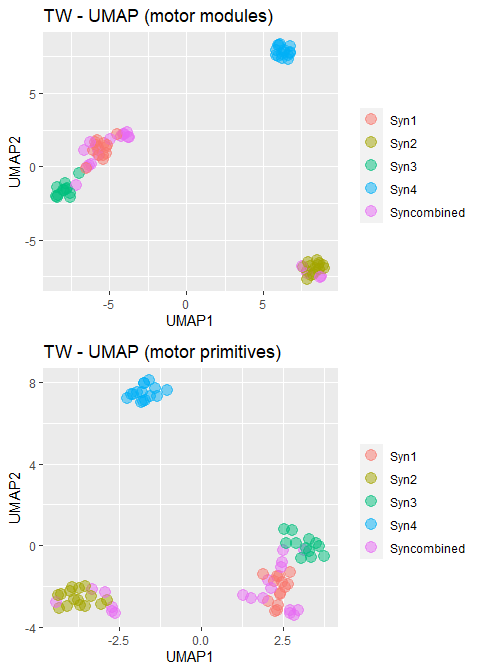 TW - UMAP (motor modules)
5
0
-5
UMAP2
-5
0
5
UMAP1
Syn1
Syn2
Syn3
Syn4
Syncombined
TW - UMAP (motor primitives)
8
4
0
-4
UMAP2
-2.5
0.0
2.5
UMAP1
Syn1
Syn2
Syn3
Syn4
Syncombined